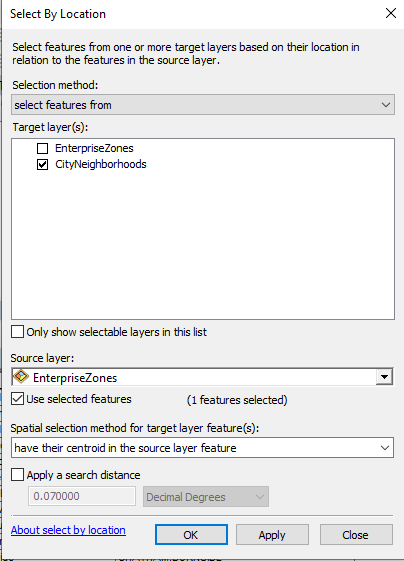 Select By Location
Select features from one or more target layers based on their location in
relation to the features in the source layer.
Selection method:
select features from
Target layer(s):
EnterpriseZones
CityNeighborhoods
Only show selectable layers in this list
Source layer:
EnterpriseZones
Use selected features (1 features selected)
Spatial selection method for target layer feature(s):
have their centroid in the source layer feature
Apply a search distance
0.070000 Decimal Degrees
About select by location OK Apply Close